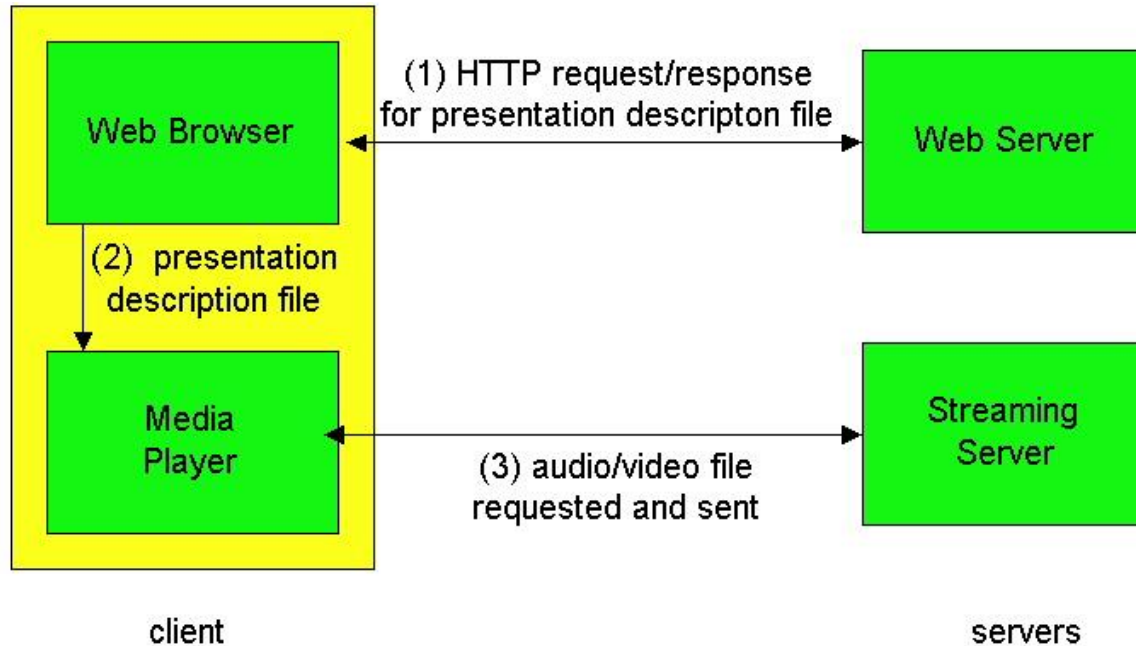 Web Browser
(1) HTTP request/response
for presentation descripton file
Web Server
(2) presentation
description file
Media
Player
(3) audio/video file
requested and sent
Streaming
Server
client
servers